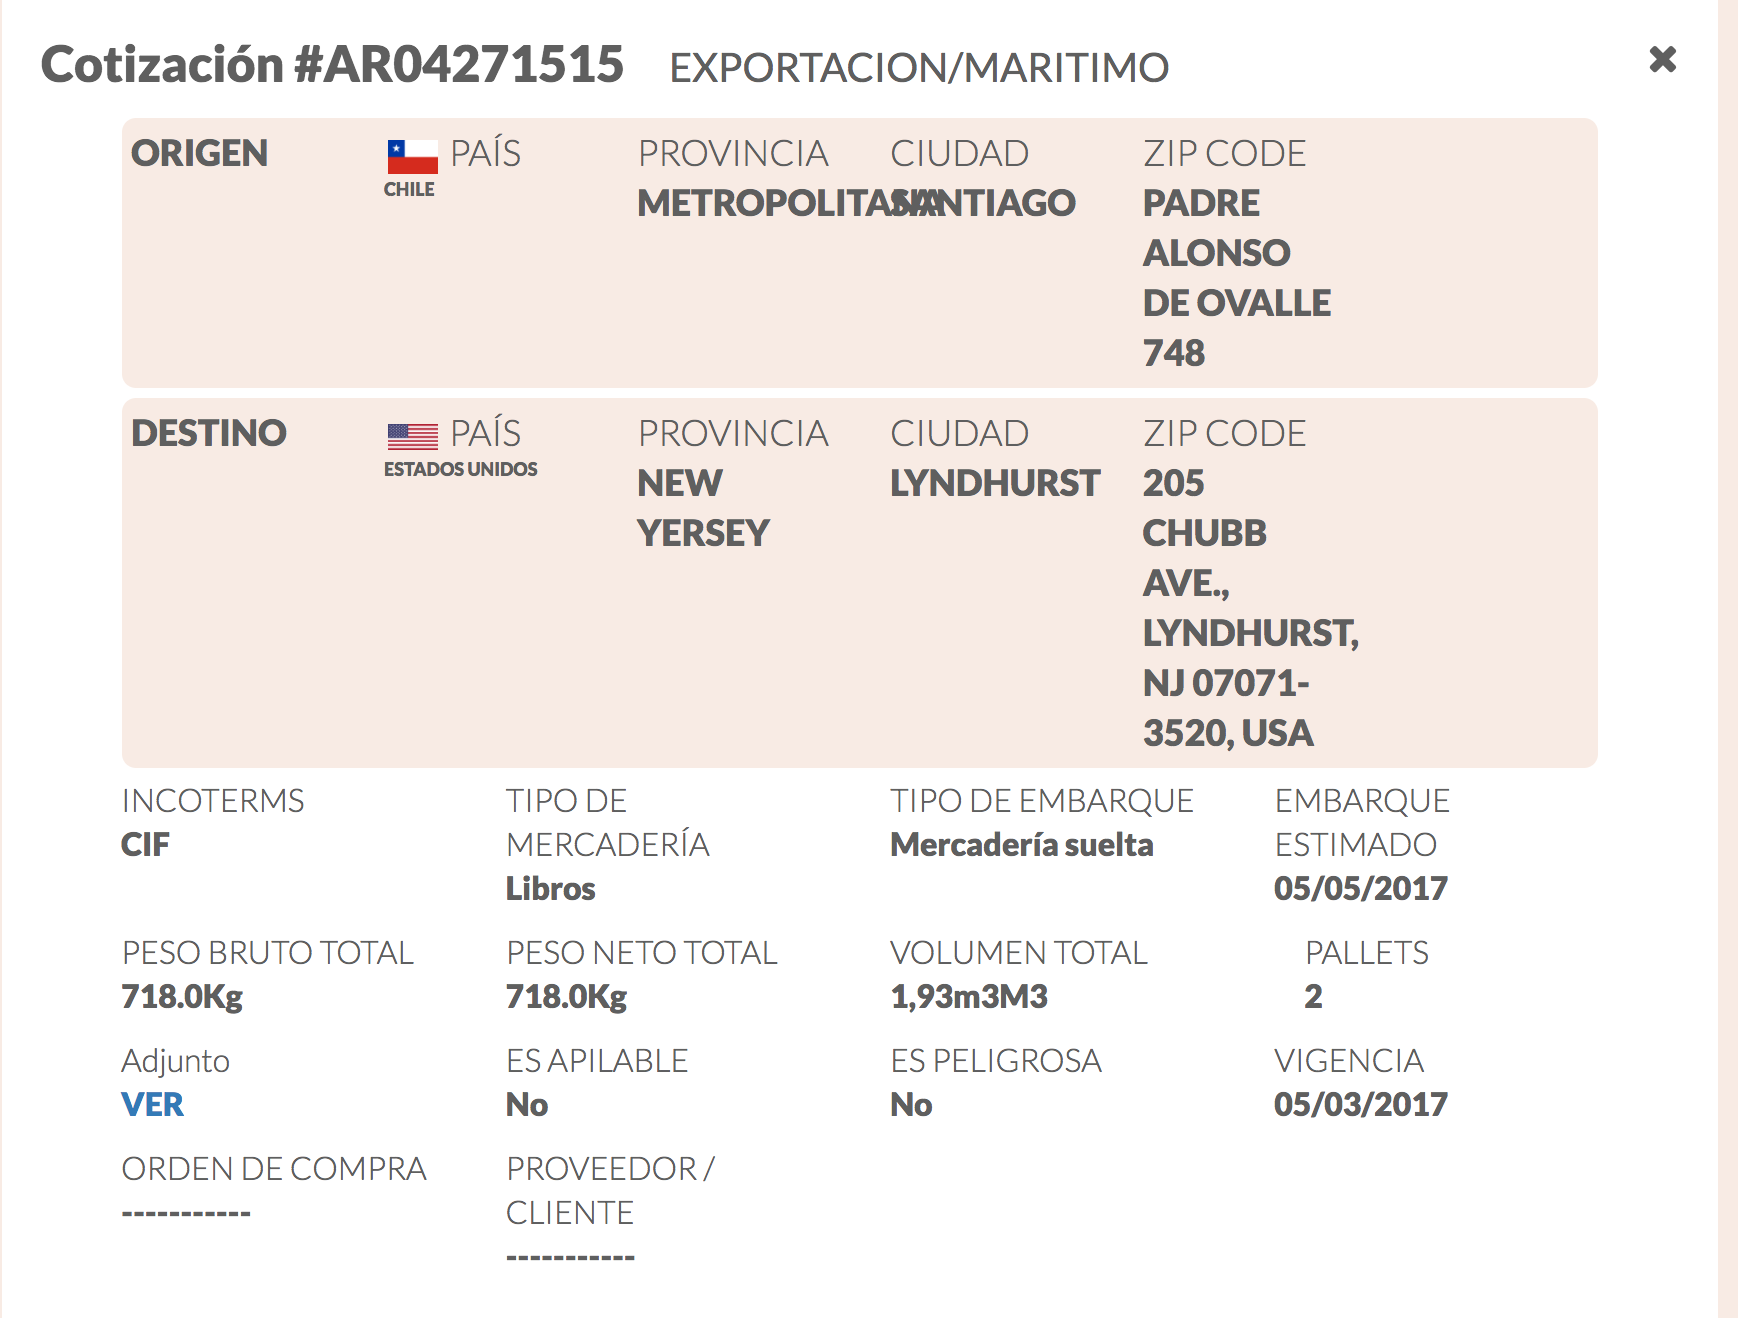 Cotización #AR04271515 EXPORTACION/MARITIMO
ORIGEN PAÍS PROVINCIA CIUDAD ZIP CODE
CHILE METROPOLITANA SANTIAGO PADRE
ALONSO
DE OVALLE
748
DESTINO PAÍS PROVINCIA CIUDAD ZIP CODE
ESTADOS UNIDOS NEW LYNDHURST 205
YERSEY CHUBB
AVE.,
LYNDHURST,
NJ 07071-
3520, USA
INCOTERMS TIPO DE TIPO DE EMBARQUE EMBARQUE
CIF MERCADERÍA Mercadería suelta ESTIMADO
Libros 05/05/2017
PESO BRUTO TOTAL PESO NETO TOTAL VOLUMEN TOTAL PALLETS
718.0Kg 718.0Kg 1,93m3M3 2
Adjunto ES APILABLE ES PELIGROSA VIGENCIA
VER No No 05/03/2017
ORDEN DE COMPRA PROVEEDOR /
----------- CLIENTE
-----------